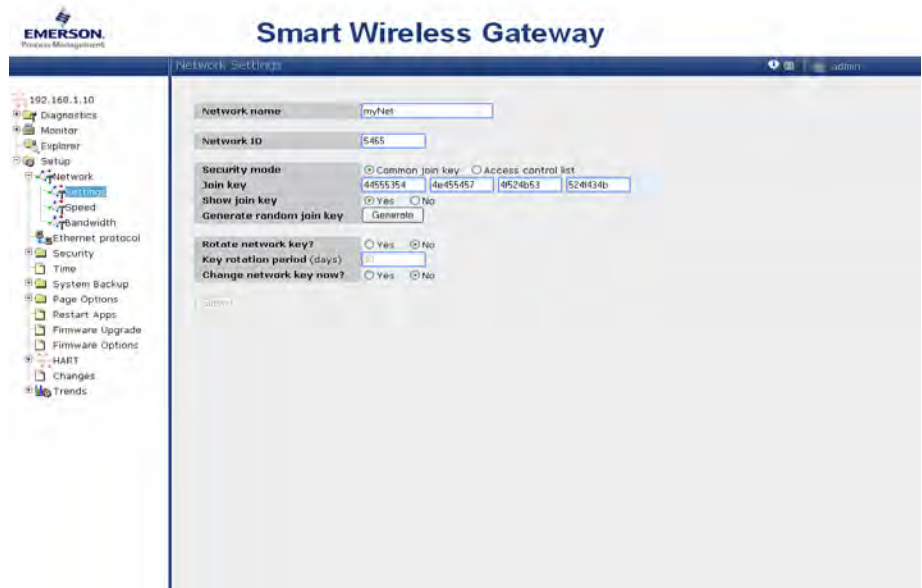 EMERSON.
Process Management
Smart Wireless Gateway
Network Settings
admin
192.168.1.10
Diagnostics
Monitor
Explorer
Setup
Network
Settings
Speed
Bandwidth
Ethernet protocol
Security
Time
System Backup
Page Options
Restart Apps
Firmware Upgrade
Firmware Options
HART
Changes
Trends
Network name myNet
Network ID 5465
Security mode Common join key Access control list
Join key 44555354 4e455457 4f524b53 524f434b
Show join key Yes No
Generate random join key Generate
Rotate network key? Yes No
Key rotation period (days)
Change network key now? Yes No
Submit